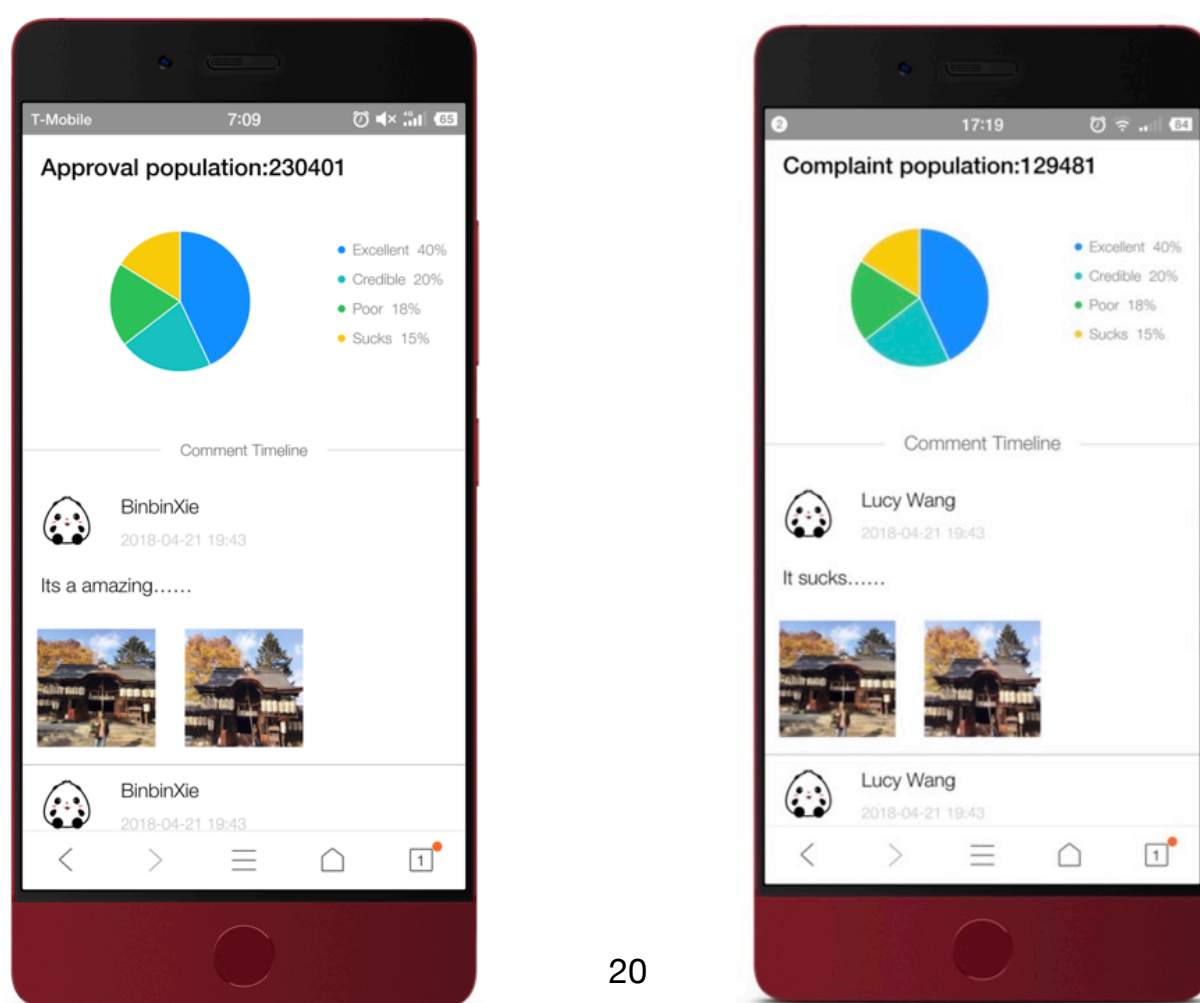 T-Mobile 7:09 4G 65
Approval population:230401
Excellent 40%
Credible 20%
Poor 18%
Sucks 15%
Comment Timeline
BinbinXie
2018-04-21 19:43
Its a amazing......
BinbinXie
2018-04-21 19:43
1
2 17:19 84
Complaint population:129481
Excellent 40%
Credible 20%
Poor 18%
Sucks 15%
Comment Timeline
Lucy Wang
2018-04-21 19:43
It sucks......
Lucy Wang
2018-04-21 19:43
1
20